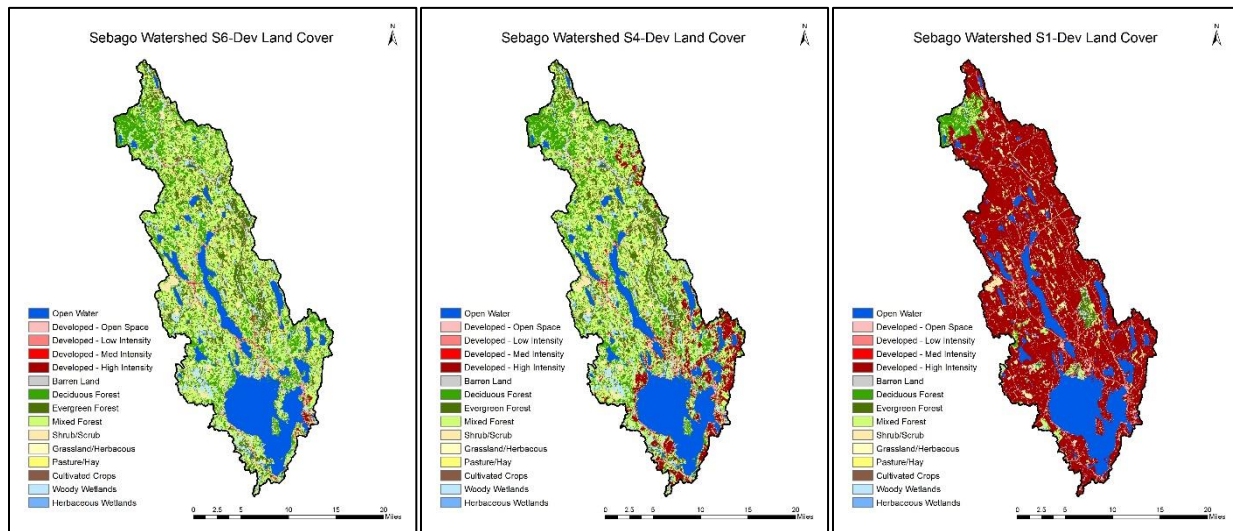 Sebago Watershed S6-Dev Land Cover
N
Open Water
Developed - Open Space
Developed - Low Intensity
Developed - Med Intensity
Developed - High Intensity
Barren Land
Deciduous Forest
Evergreen Forest
Mixed Forest
Shrub/Scrub
Grassland/Herbacous
Pasture/Hay
Cultivated Crops
Woody Wetlands
Herbaceous Wetlands
0 2.5 5 10 15 20
Miles
Sebago Watershed S4-Dev Land Cover
N
Open Water
Developed - Open Space
Developed - Low Intensity
Developed - Med Intensity
Developed - High Intensity
Barren Land
Deciduous Forest
Evergreen Forest
Mixed Forest
Shrub/Scrub
Grassland/Herbacous
Pasture/Hay
Cultivated Crops
Woody Wetlands
Herbaceous Wetlands
0 2.5 5 10 15 20
Miles
Sebago Watershed S1-Dev Land Cover
N
Open Water
Developed - Open Space
Developed - Low Intensity
Developed - Med Intensity
Developed - High Intensity
Barren Land
Deciduous Forest
Evergreen Forest
Mixed Forest
Shrub/Scrub
Grassland/Herbacous
Pasture/Hay
Cultivated Crops
Woody Wetlands
Herbaceous Wetlands
0 2.5 5 10 15 20
Miles